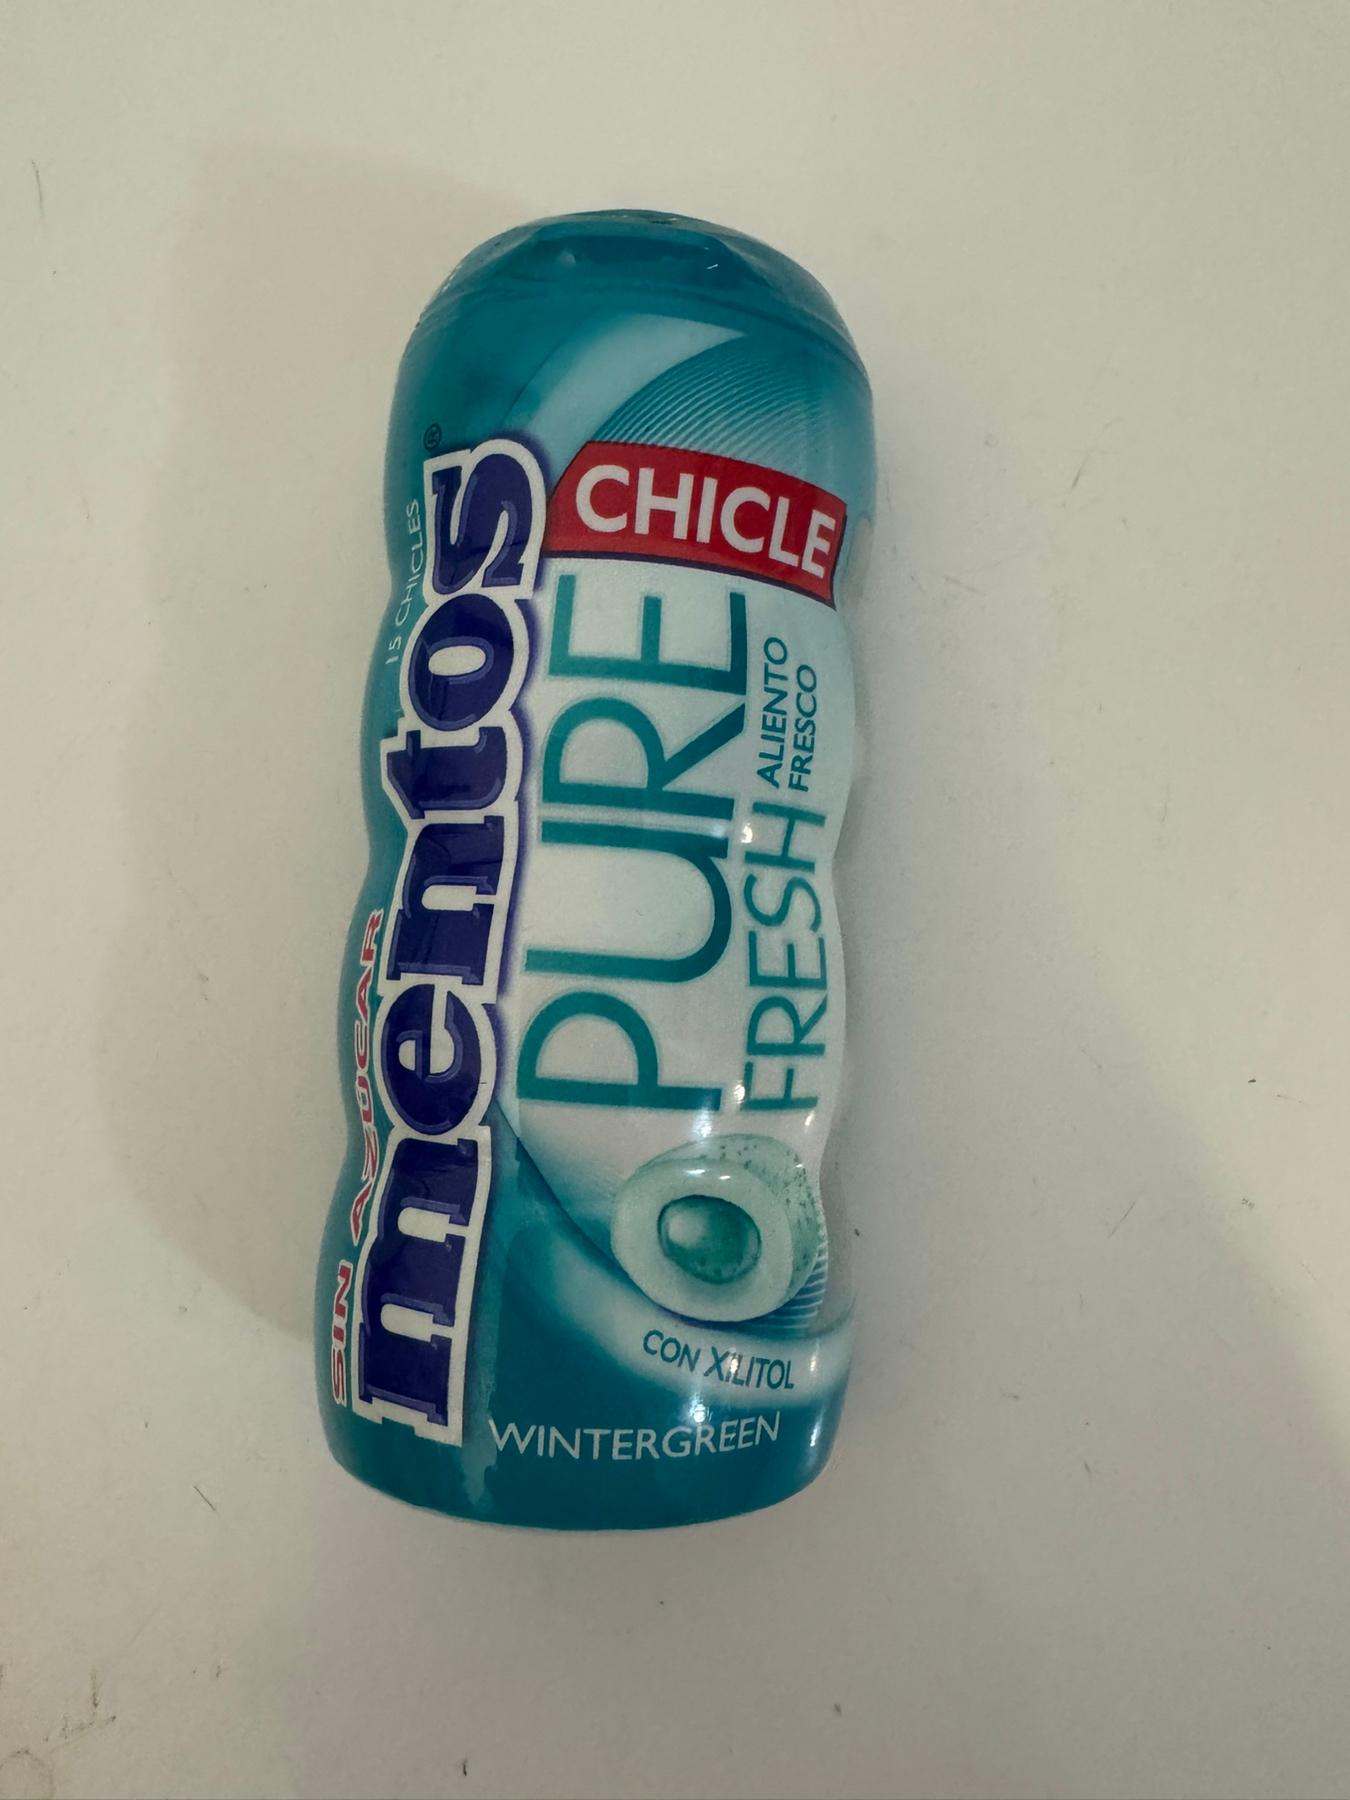 15 CHICLES
SIN AZÚCAR
mentos®
CHICLE
PURE
FRESH
ALIENTO
FRESCO
CON XILITOL
WINTERGREEN